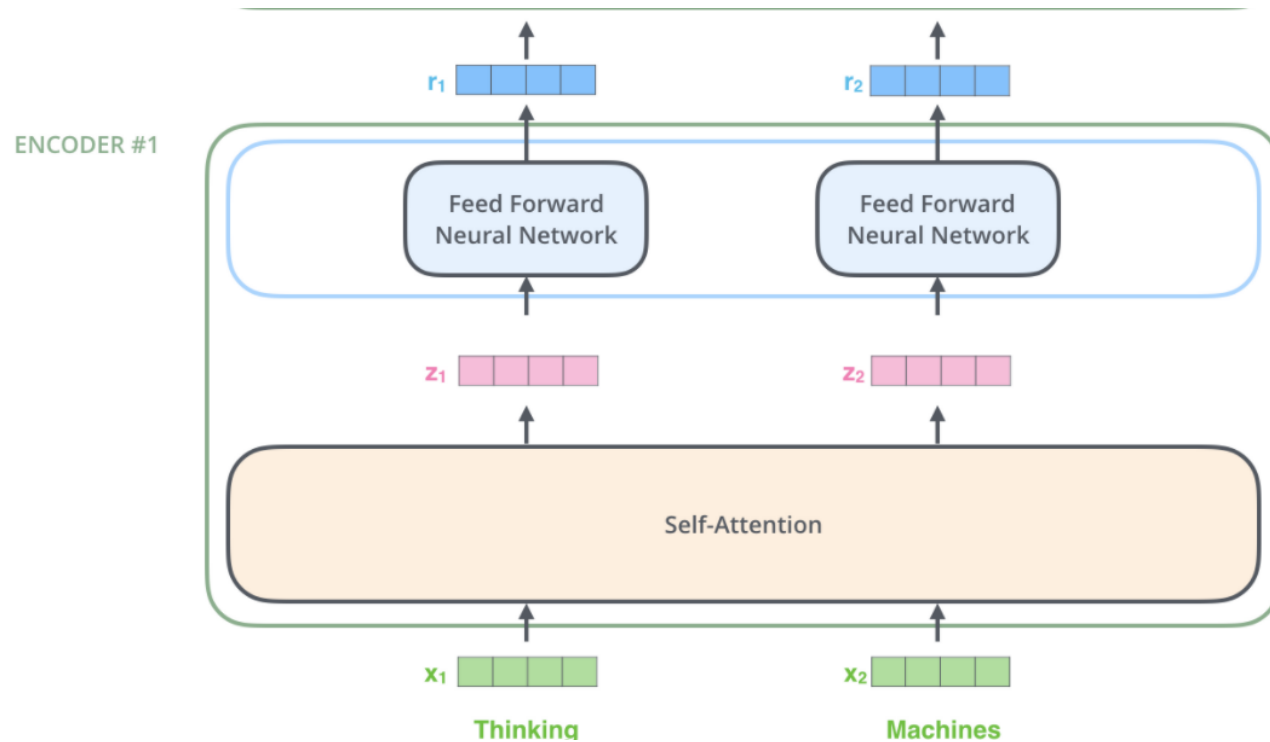 r₁
r₂
ENCODER #1
Feed Forward
Neural Network
Feed Forward
Neural Network
z₁
z₂
Self-Attention
x₁
x₂
Thinking
Machines